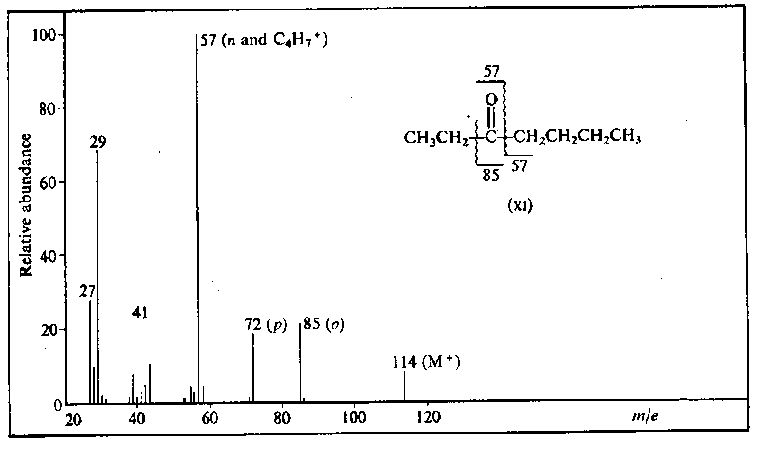 100
57 (n and C₄H₇⁺)
57
O
80
CH₃CH₂-C-CH₂CH₂CH₂CH₃
29
57
85
60
(XI)
Relative abundance
40
27
41
72 (p)
85 (o)
20
114 (M⁺)
0
20
40
60
80
100
120
m/e